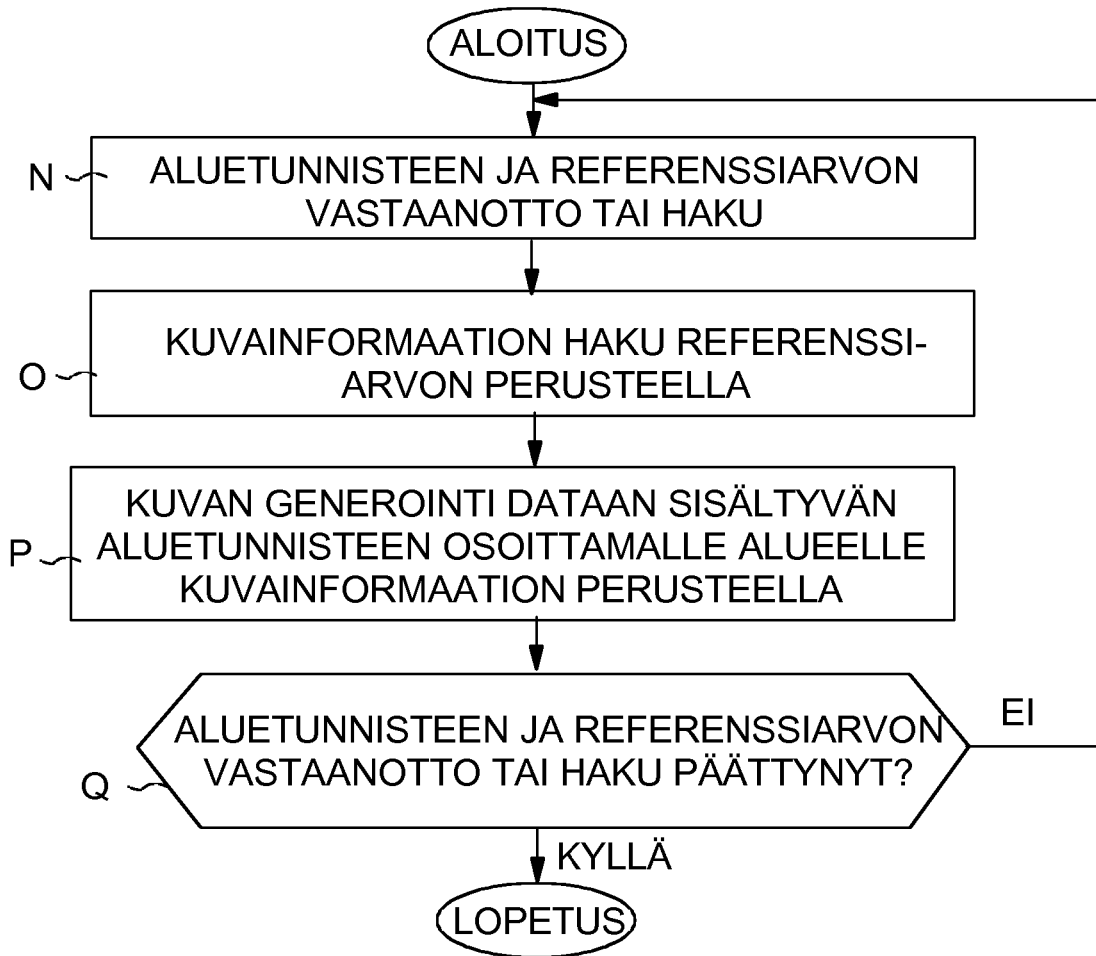 ALOITUS
N
ALUETUNNISTEEN JA REFERENSSIARVON
VASTAANOTTO TAI HAKU
O
KUVAINFORMAATION HAKU REFERENSSI-
ARVON PERUSTEELLA
P
KUVAN GENEROINTI DATAAN SISÄLTYVÄN
ALUETUNNISTEEN OSOITTAMALLE ALUEELLE
KUVAINFORMAATION PERUSTEELLA
Q
ALUETUNNISTEEN JA REFERENSSIARVON
VASTAANOTTO TAI HAKU PÄÄTTYNYT?
EI
KYLLÄ
LOPETUS